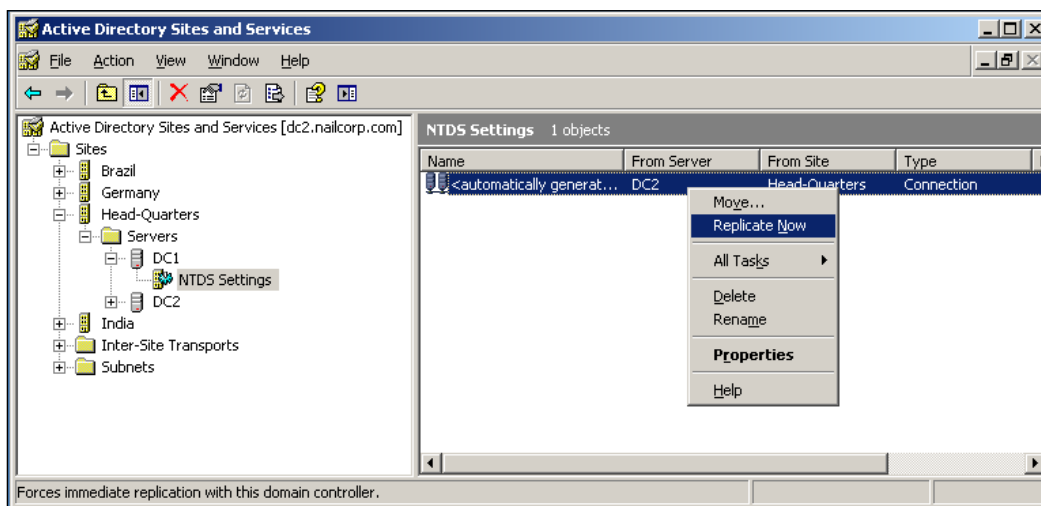 Active Directory Sites and Services
File Action View Window Help
Active Directory Sites and Services [dc2.nailcorp.com]
Sites
Brazil
Germany
Head-Quarters
Servers
DC1
NTDS Settings
DC2
India
Inter-Site Transports
Subnets
NTDS Settings 1 objects
Name From Server From Site Type
<automatically generat... DC2 Head-Quarters Connection
Move...
Replicate Now
All Tasks
Delete
Rename
Properties
Help
Forces immediate replication with this domain controller.